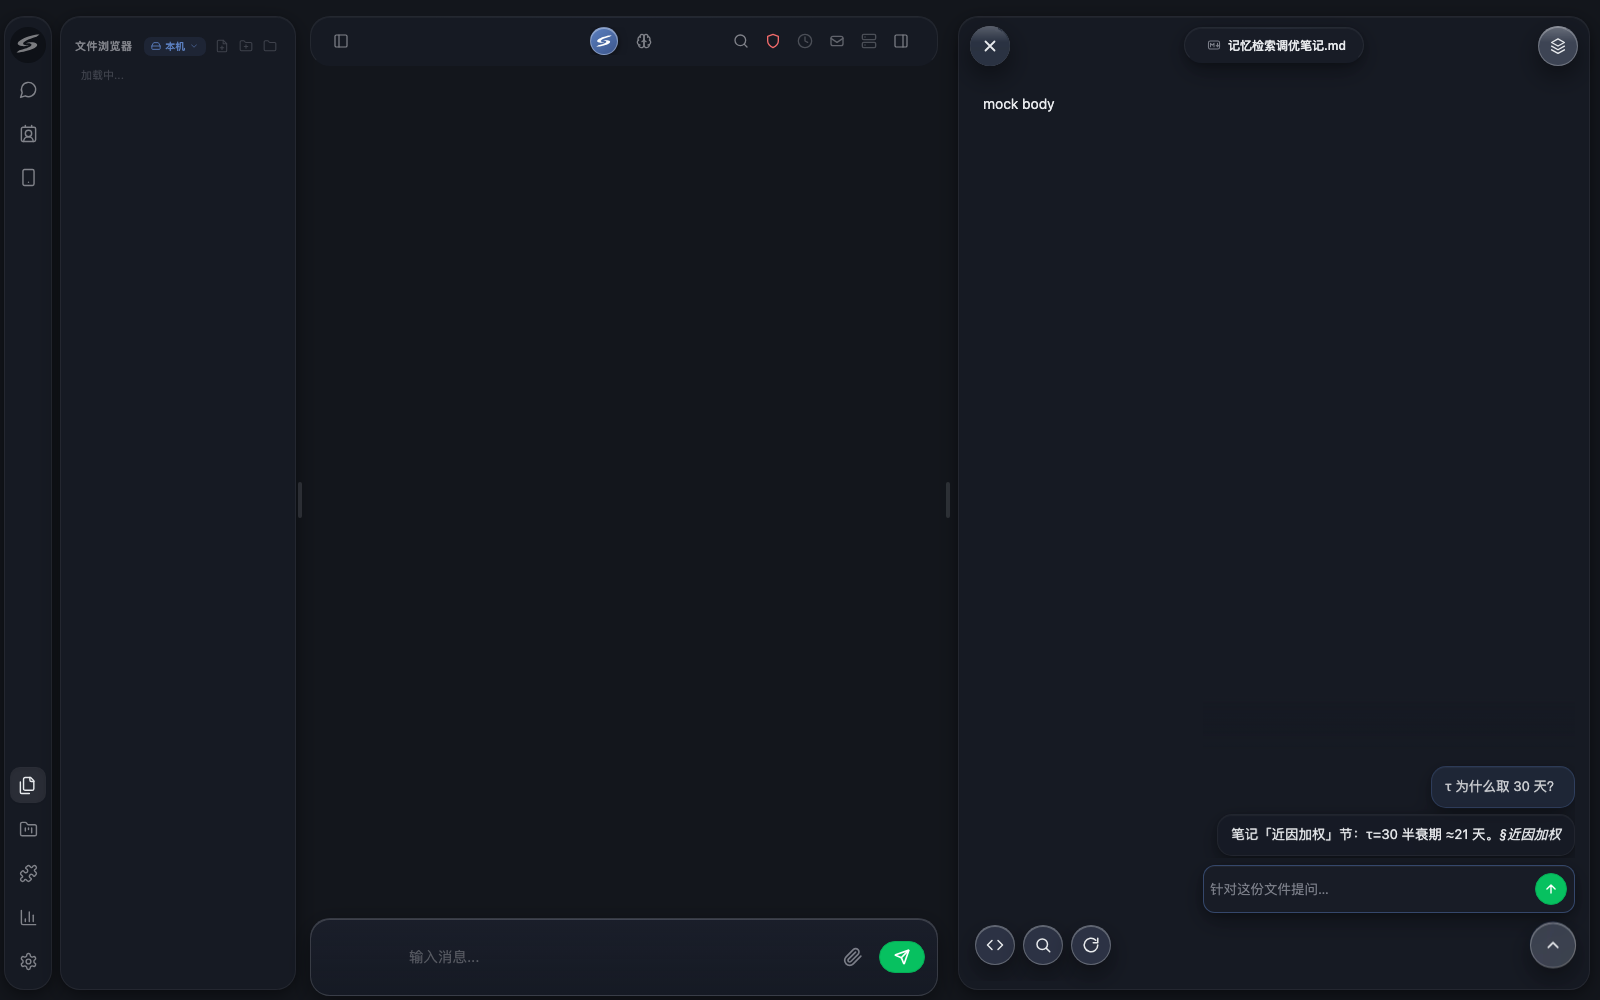 文件浏览器
本机
加载中...
输入消息...
记忆检索调优笔记.md
mock body
τ 为什么取 30 天?
笔记「近因加权」节：τ=30 半衰期 ≈21 天。§近因加权
针对这份文件提问...